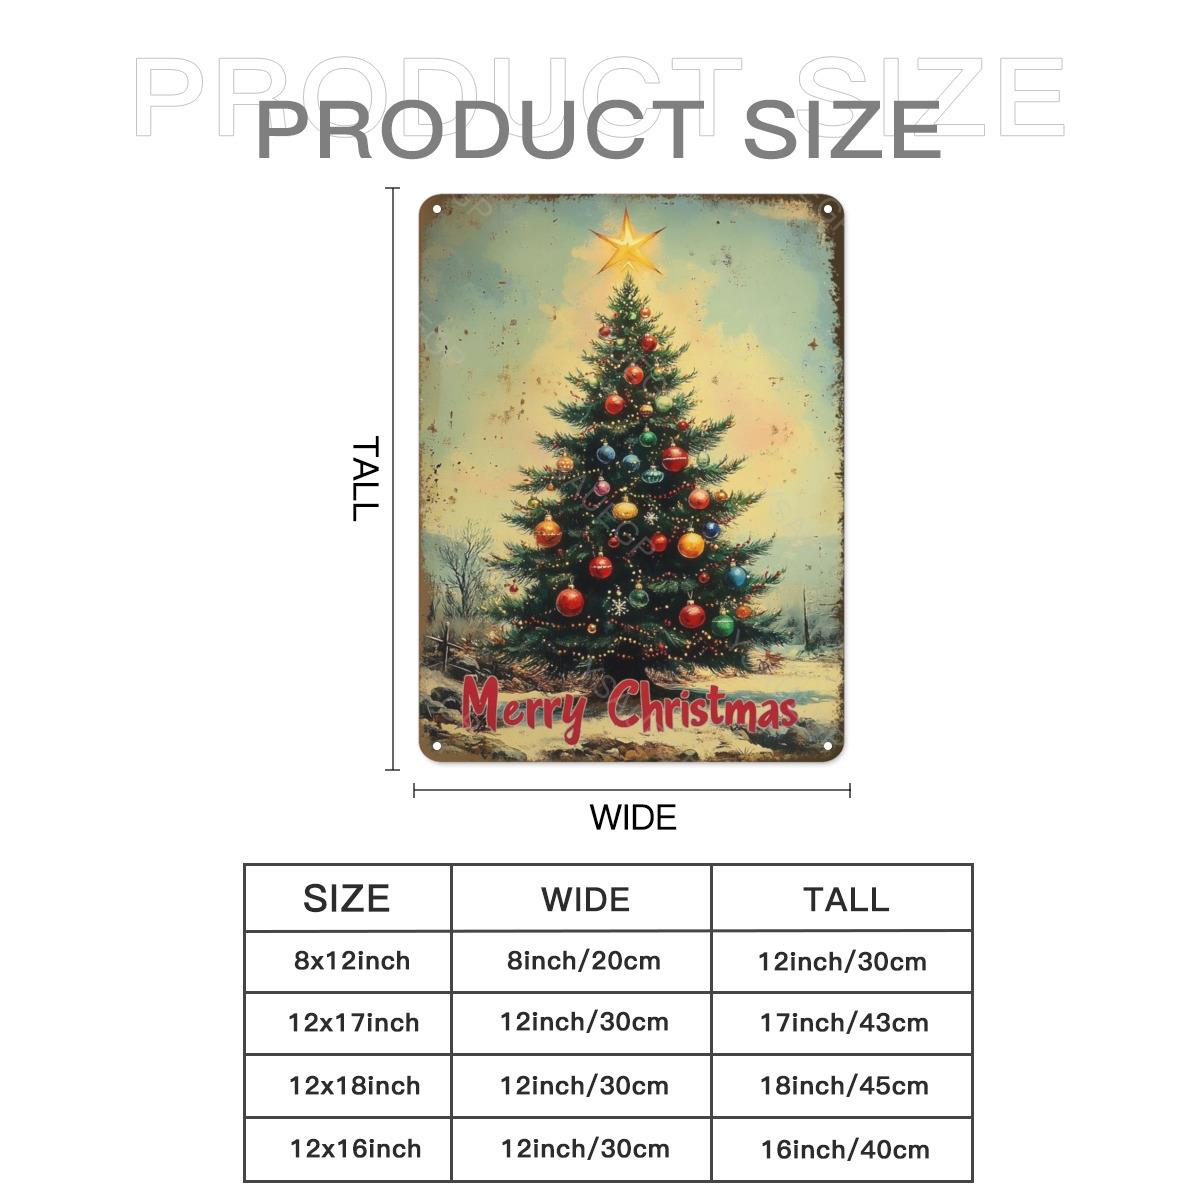 PRODUCT SIZE
PRODUCT SIZE
TALL
Merry Christmas
WIDE
SIZE WIDE TALL
8x12inch 8inch/20cm 12inch/30cm
12x17inch 12inch/30cm 17inch/43cm
12x18inch 12inch/30cm 18inch/45cm
12x16inch 12inch/30cm 16inch/40cm